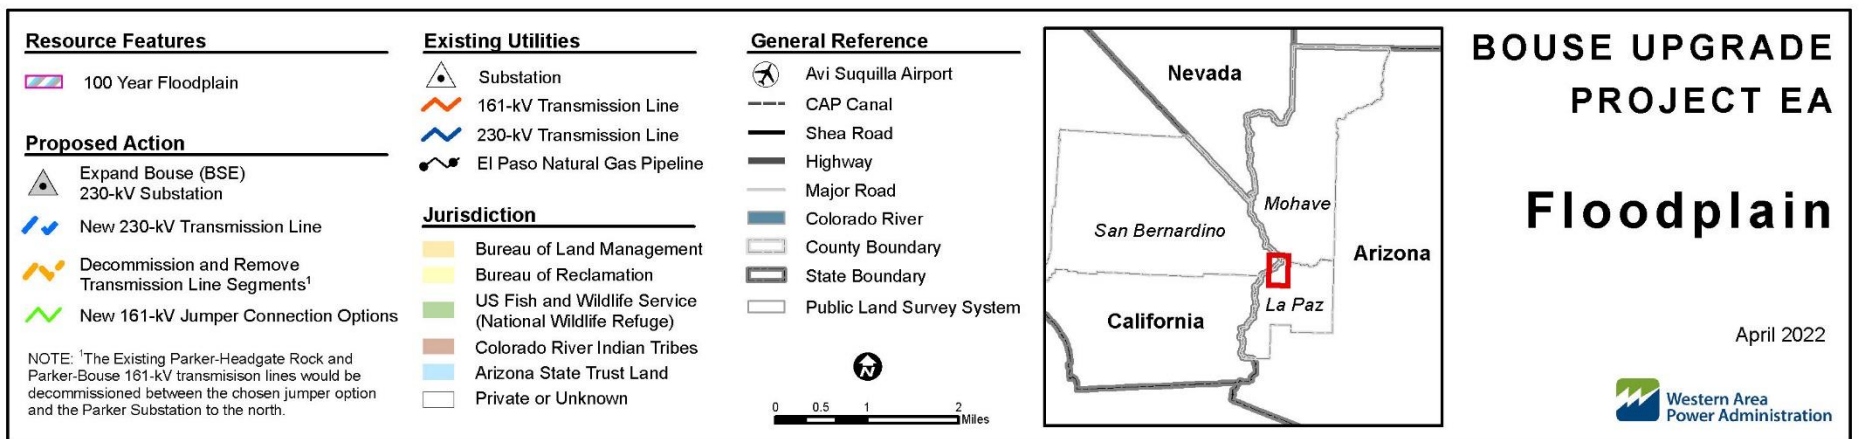 Resource Features
100 Year Floodplain
Proposed Action
Expand Bouse (BSE)
230-kV Substation
New 230-kV Transmission Line
Decommission and Remove
Transmission Line Segments¹
New 161-kV Jumper Connection Options
NOTE: ¹The Existing Parker-Headgate Rock and
Parker-Bouse 161-kV transmisison lines would be
decommissioned between the chosen jumper option
and the Parker Substation to the north.
Existing Utilities
Substation
161-kV Transmission Line
230-kV Transmission Line
El Paso Natural Gas Pipeline
Jurisdiction
Bureau of Land Management
Bureau of Reclamation
US Fish and Wildlife Service
(National Wildlife Refuge)
Colorado River Indian Tribes
Arizona State Trust Land
Private or Unknown
General Reference
Avi Suquilla Airport
CAP Canal
Shea Road
Highway
Major Road
Colorado River
County Boundary
State Boundary
Public Land Survey System
N
0 0.5 1 2
Miles
Nevada
Mohave
San Bernardino
Arizona
La Paz
California
BOUSE UPGRADE
PROJECT EA
Floodplain
April 2022
Western Area
Power Administration